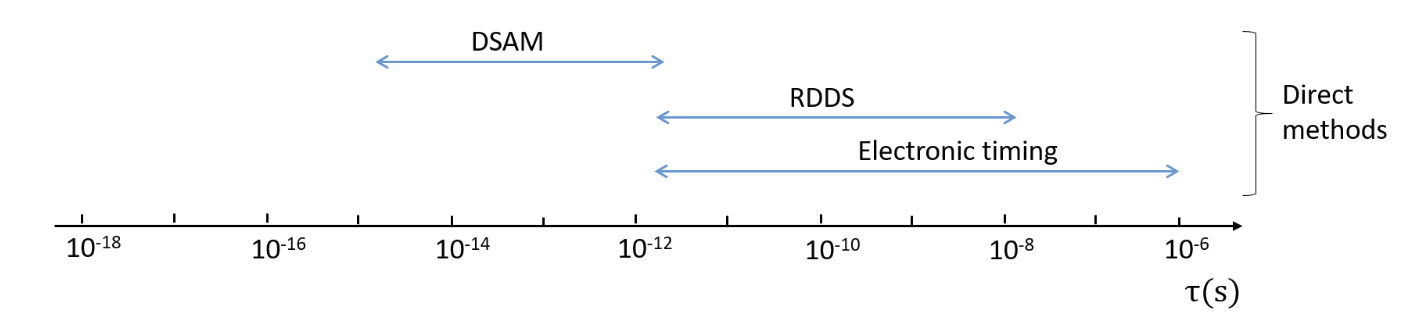 DSAM
RDDS
Electronic timing
Direct
methods
10⁻¹⁸ 10⁻¹⁶ 10⁻¹⁴ 10⁻¹² 10⁻¹⁰ 10⁻⁸ 10⁻⁶
τ(s)